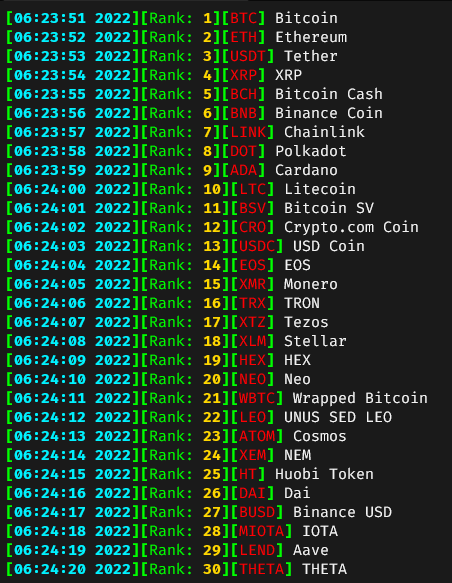 [06:23:51 2022][Rank: 1][BTC] Bitcoin
[06:23:52 2022][Rank: 2][ETH] Ethereum
[06:23:53 2022][Rank: 3][USDT] Tether
[06:23:54 2022][Rank: 4][XRP] XRP
[06:23:55 2022][Rank: 5][BCH] Bitcoin Cash
[06:23:56 2022][Rank: 6][BNB] Binance Coin
[06:23:57 2022][Rank: 7][LINK] Chainlink
[06:23:58 2022][Rank: 8][DOT] Polkadot
[06:23:59 2022][Rank: 9][ADA] Cardano
[06:24:00 2022][Rank: 10][LTC] Litecoin
[06:24:01 2022][Rank: 11][BSV] Bitcoin SV
[06:24:02 2022][Rank: 12][CRO] Crypto.com Coin
[06:24:03 2022][Rank: 13][USDC] USD Coin
[06:24:04 2022][Rank: 14][EOS] EOS
[06:24:05 2022][Rank: 15][XMR] Monero
[06:24:06 2022][Rank: 16][TRX] TRON
[06:24:07 2022][Rank: 17][XTZ] Tezos
[06:24:08 2022][Rank: 18][XLM] Stellar
[06:24:09 2022][Rank: 19][HEX] HEX
[06:24:10 2022][Rank: 20][NEO] Neo
[06:24:11 2022][Rank: 21][WBTC] Wrapped Bitcoin
[06:24:12 2022][Rank: 22][LEO] UNUS SED LEO
[06:24:13 2022][Rank: 23][ATOM] Cosmos
[06:24:14 2022][Rank: 24][XEM] NEM
[06:24:15 2022][Rank: 25][HT] Huobi Token
[06:24:16 2022][Rank: 26][DAI] Dai
[06:24:17 2022][Rank: 27][BUSD] Binance USD
[06:24:18 2022][Rank: 28][MIOTA] IOTA
[06:24:19 2022][Rank: 29][LEND] Aave
[06:24:20 2022][Rank: 30][THETA] THETA